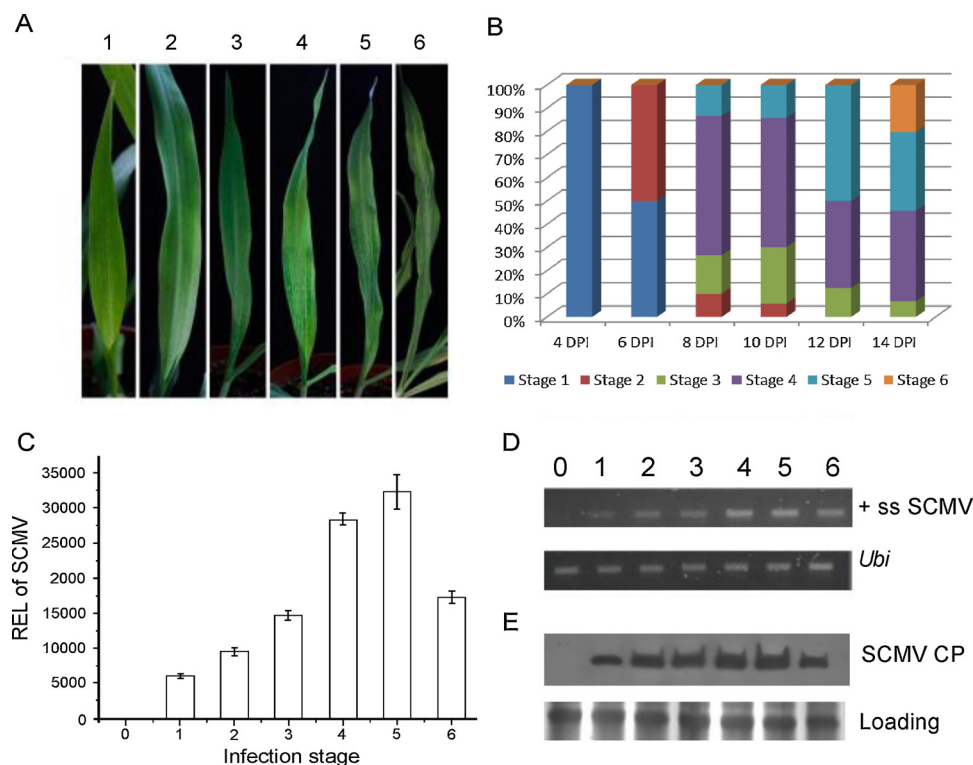 A
1 2 3 4 5 6
B
100%
90%
80%
70%
60%
50%
40%
30%
20%
10%
0%
4 DPI 6 DPI 8 DPI 10 DPI 12 DPI 14 DPI
Stage 1 Stage 2 Stage 3 Stage 4 Stage 5 Stage 6
C
REL of SCMV
35000
30000
25000
2000
15000
10000
5000
0
0 1 2 3 4 5 6
Infection stage
D
0 1 2 3 4 5 6
+ ss SCMV
Ubi
E
SCMV CP
Loading